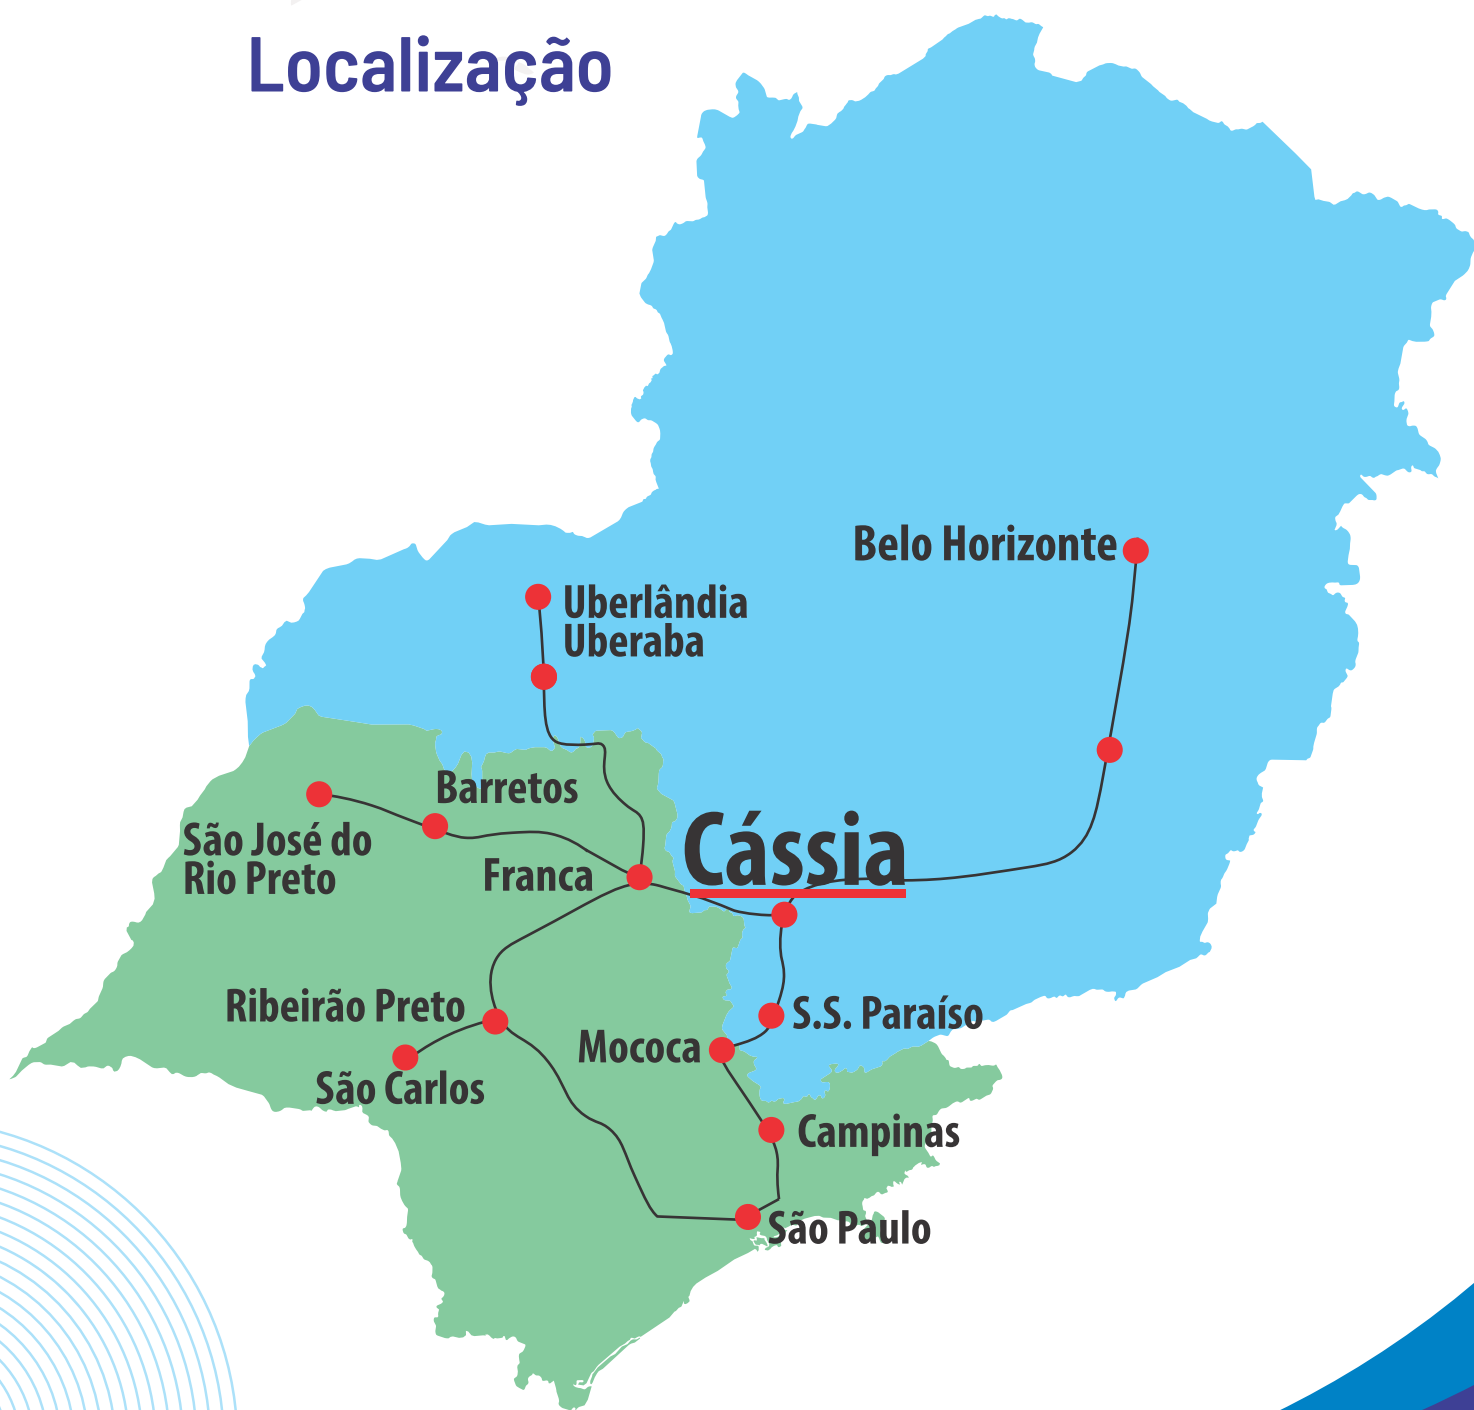 Localização
Belo Horizonte
Uberlândia
Uberaba
Barretos
São José do
Rio Preto
Franca
Cássia
Ribeirão Preto
São Carlos
S.S. Paraíso
Mococa
Campinas
São Paulo